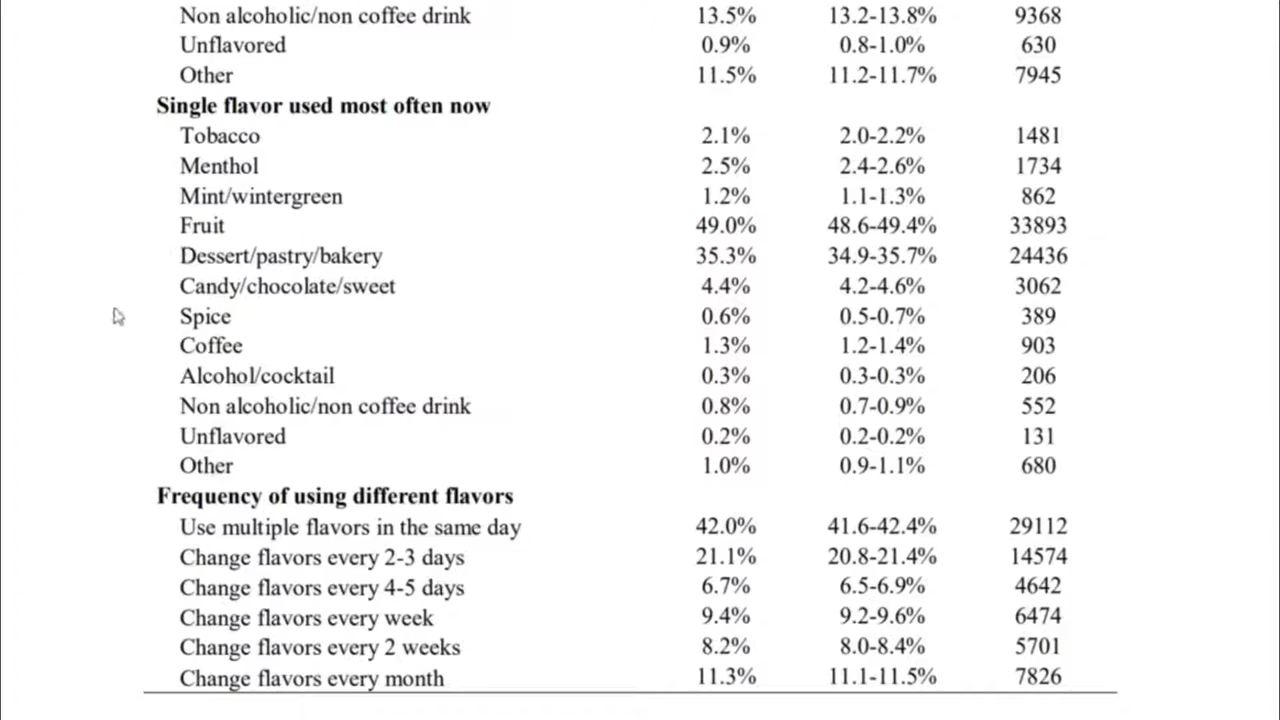 Non alcoholic/non coffee drink 13.5% 13.2-13.8% 9368
Unflavored 0.9% 0.8-1.0% 630
Other 11.5% 11.2-11.7% 7945
Single flavor used most often now
Tobacco 2.1% 2.0-2.2% 1481
Menthol 2.5% 2.4-2.6% 1734
Mint/wintergreen 1.2% 1.1-1.3% 862
Fruit 49.0% 48.6-49.4% 33893
Dessert/pastry/bakery 35.3% 34.9-35.7% 24436
Candy/chocolate/sweet 4.4% 4.2-4.6% 3062
Spice 0.6% 0.5-0.7% 389
Coffee 1.3% 1.2-1.4% 903
Alcohol/cocktail 0.3% 0.3-0.3% 206
Non alcoholic/non coffee drink 0.8% 0.7-0.9% 552
Unflavored 0.2% 0.2-0.2% 131
Other 1.0% 0.9-1.1% 680
Frequency of using different flavors
Use multiple flavors in the same day 42.0% 41.6-42.4% 29112
Change flavors every 2-3 days 21.1% 20.8-21.4% 14574
Change flavors every 4-5 days 6.7% 6.5-6.9% 4642
Change flavors every week 9.4% 9.2-9.6% 6474
Change flavors every 2 weeks 8.2% 8.0-8.4% 5701
Change flavors every month 11.3% 11.1-11.5% 7826